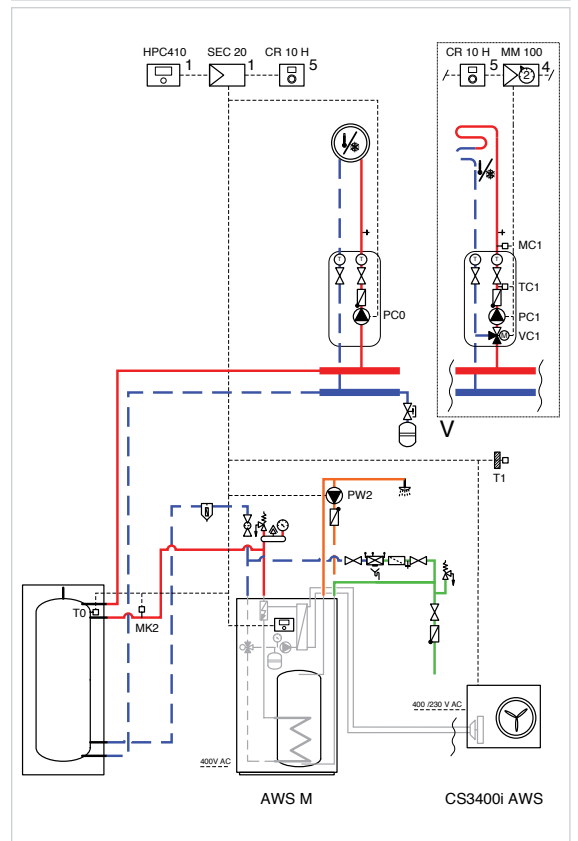 HPC410 SEC 20 CR 10 H
1 1 5
CR 10 H MM 100
5 2 4
T T
T T
MC1
TC1
PC0
PC1
M VC1
V
T1
PW2
T0
MK2
400 /230 V AC
400V AC
AWS M CS3400i AWS